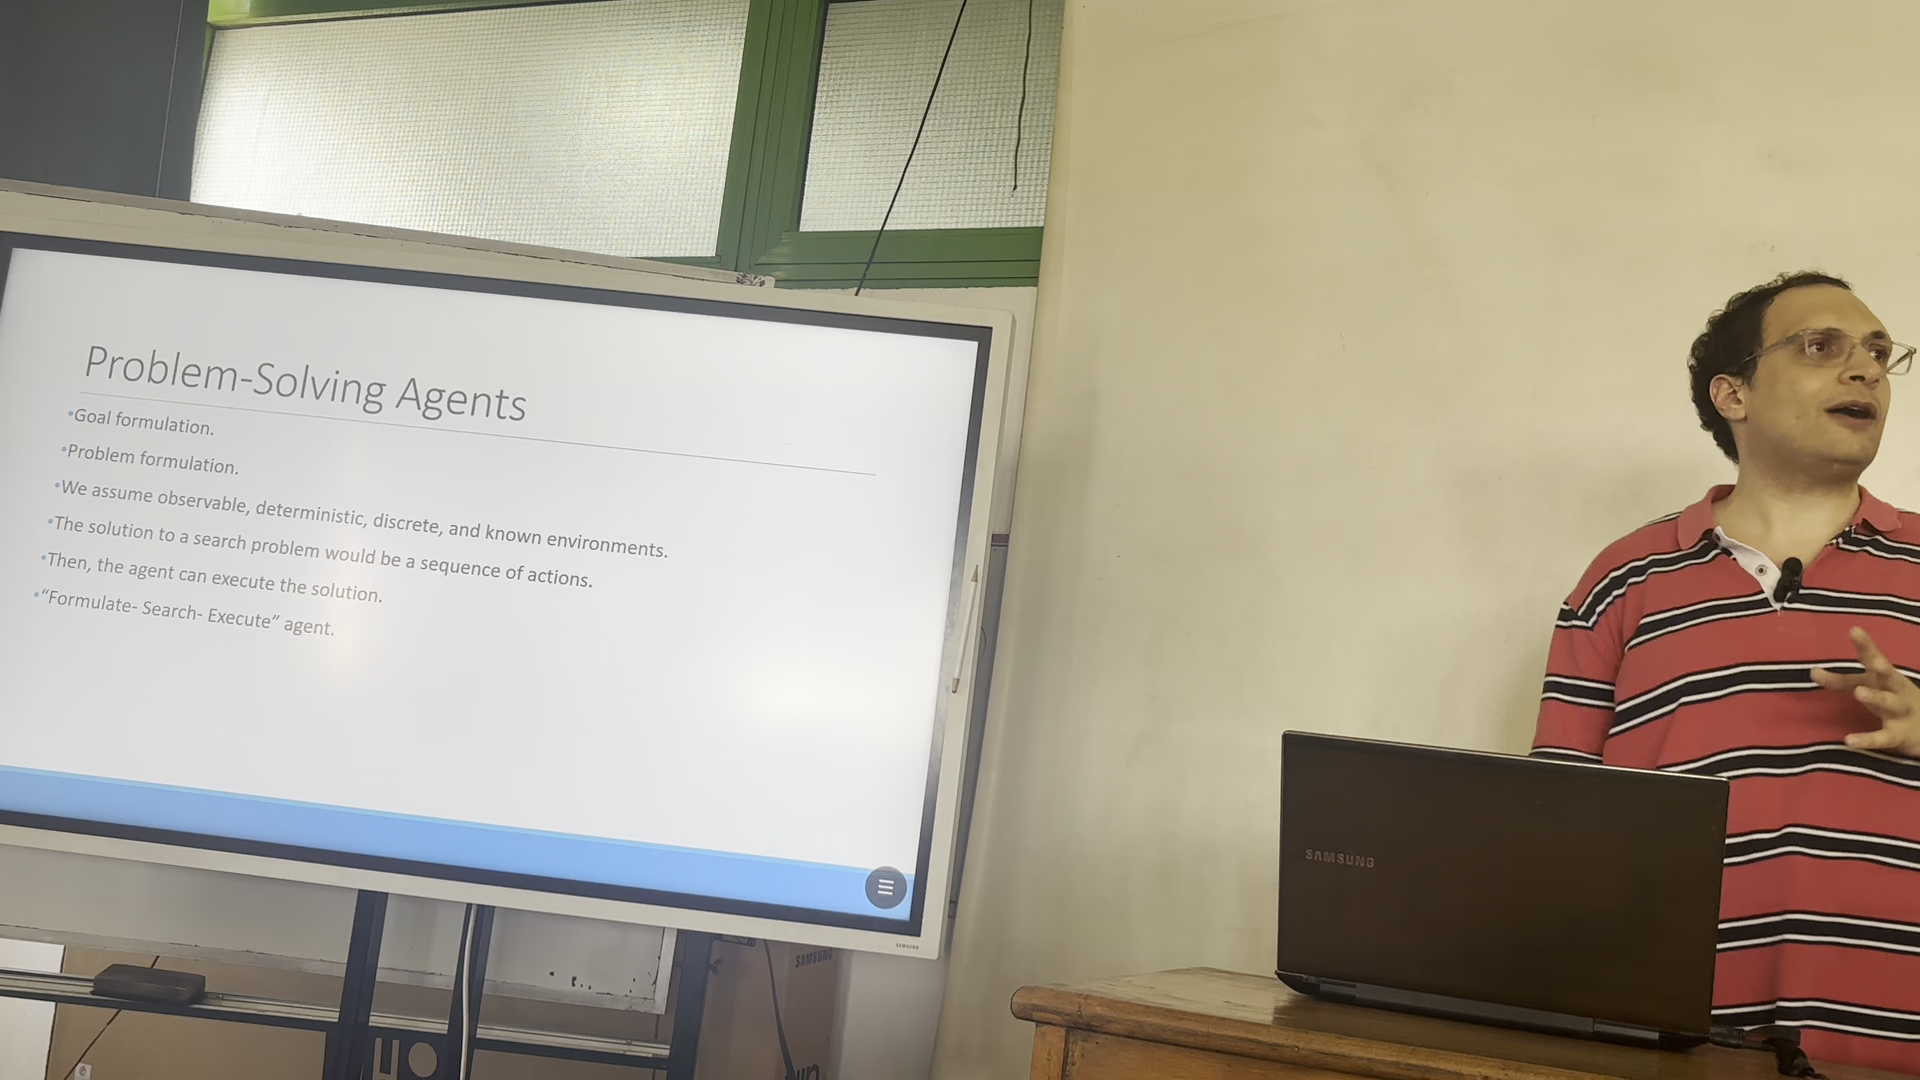 Problem-Solving Agents
•Goal formulation.
•Problem formulation.
•We assume observable, deterministic, discrete, and known environments.
•The solution to a search problem would be a sequence of actions.
•Then, the agent can execute the solution.
•“Formulate- Search- Execute” agent.
SAMSUNG
SAMSUNG
SAMSUNG